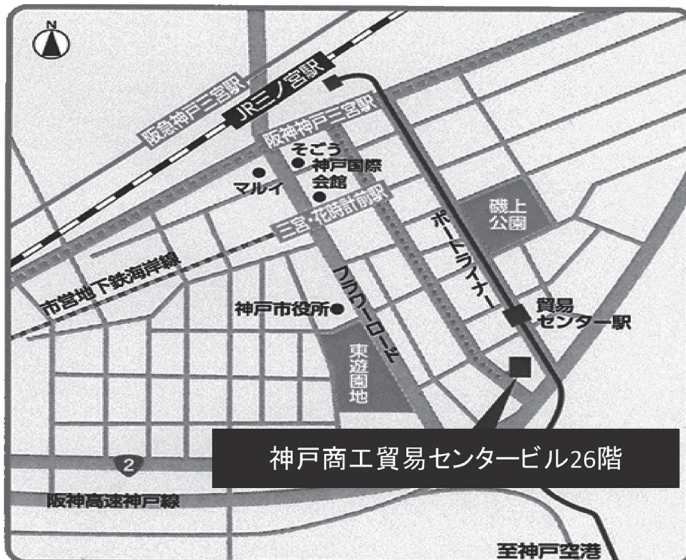 N
阪急神戸三宮駅
JR三ノ宮駅
阪神神戸三宮駅
そごう
神戸国際
会館
マルイ
三宮・花時計前駅
磯上
公園
ポートライナー
市営地下鉄海岸線
フラワーロード
神戸市役所
貿易
センター駅
東遊園地
神戸商工貿易センタービル26階
2
阪神高速神戸線
至神戸空港